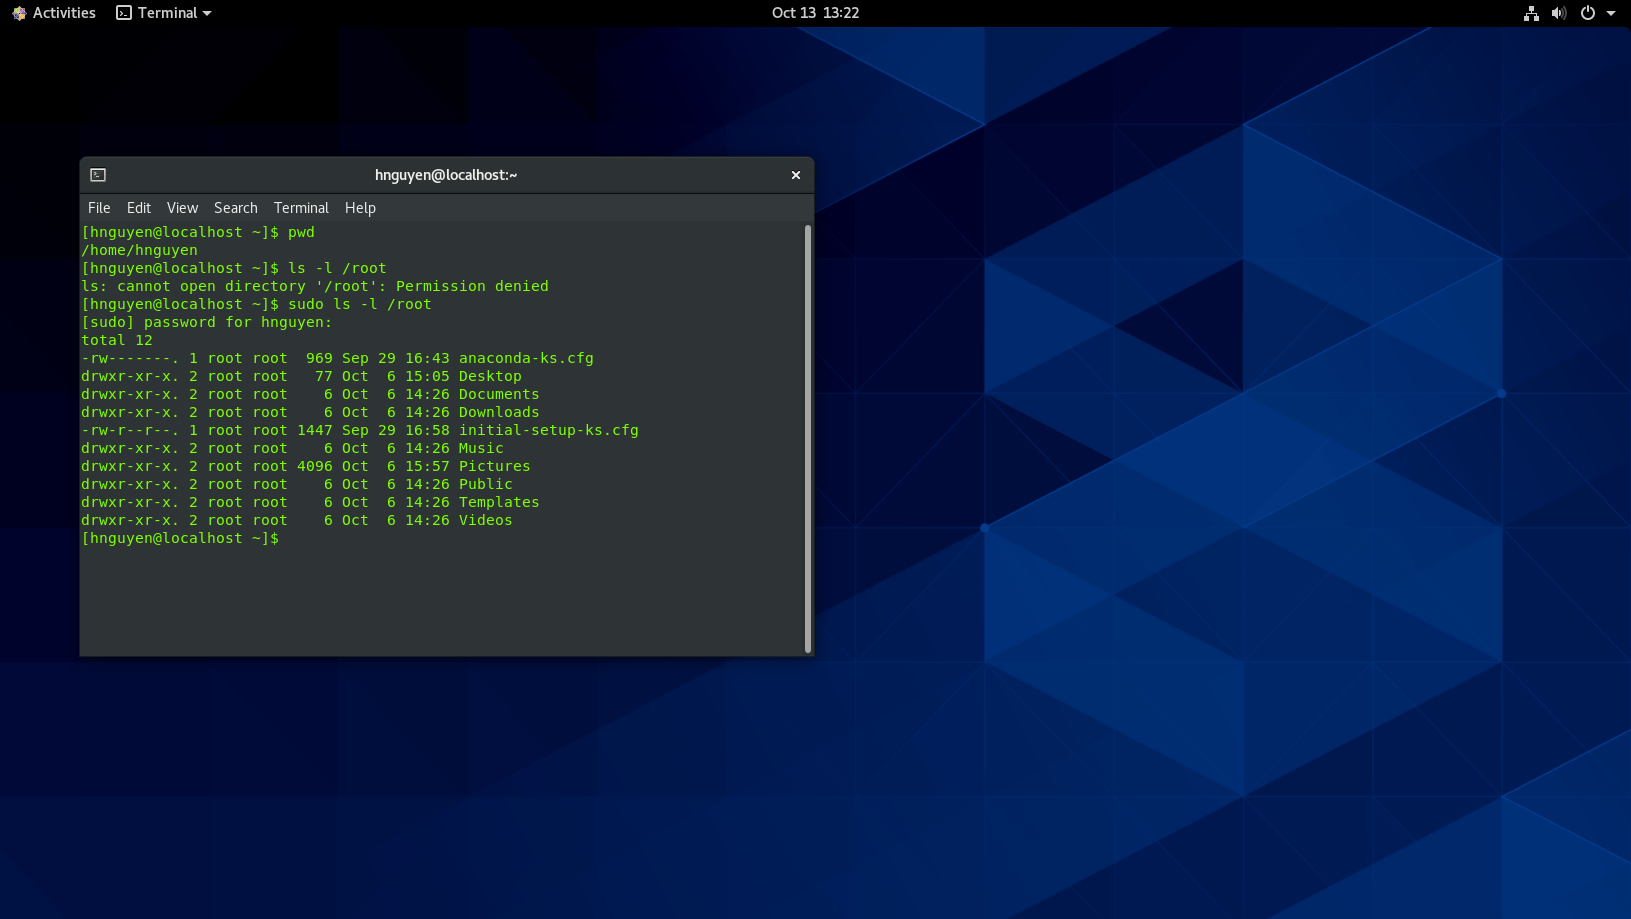 Activities Terminal Oct 13 13:22
hnguyen@localhost:~
File Edit View Search Terminal Help
[hnguyen@localhost ~]$ pwd
/home/hnguyen
[hnguyen@localhost ~]$ ls -l /root
ls: cannot open directory '/root': Permission denied
[hnguyen@localhost ~]$ sudo ls -l /root
[sudo] password for hnguyen:
total 12
-rw-------. 1 root root  969 Sep 29 16:43 anaconda-ks.cfg
drwxr-xr-x. 2 root root   77 Oct  6 15:05 Desktop
drwxr-xr-x. 2 root root    6 Oct  6 14:26 Documents
drwxr-xr-x. 2 root root    6 Oct  6 14:26 Downloads
-rw-r--r--. 1 root root 1447 Sep 29 16:58 initial-setup-ks.cfg
drwxr-xr-x. 2 root root    6 Oct  6 14:26 Music
drwxr-xr-x. 2 root root 4096 Oct  6 15:57 Pictures
drwxr-xr-x. 2 root root    6 Oct  6 14:26 Public
drwxr-xr-x. 2 root root    6 Oct  6 14:26 Templates
drwxr-xr-x. 2 root root    6 Oct  6 14:26 Videos
[hnguyen@localhost ~]$